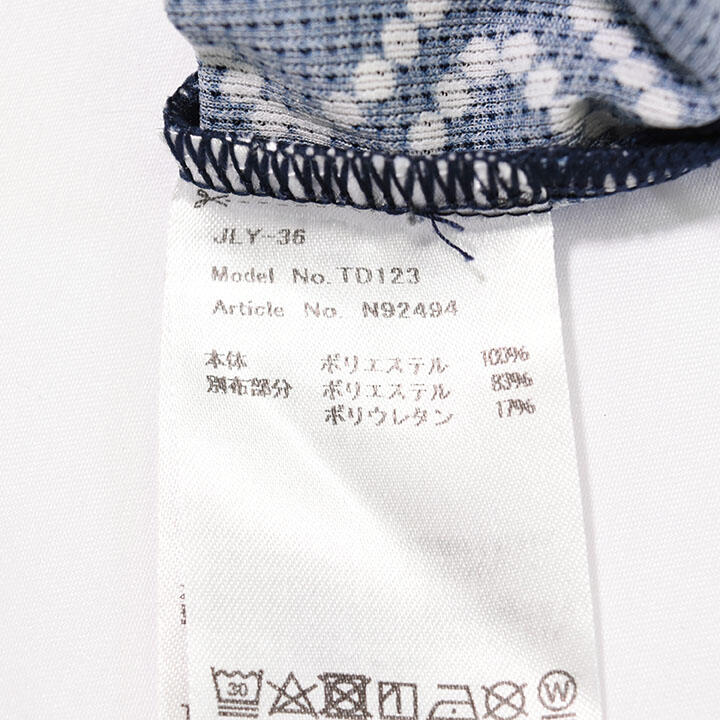 JLY-36
Model No. TD123
Article No. N92494
本体 ポリエステル 100%
別布部分 ポリエステル 83%
ポリウレタン 17%
30 W